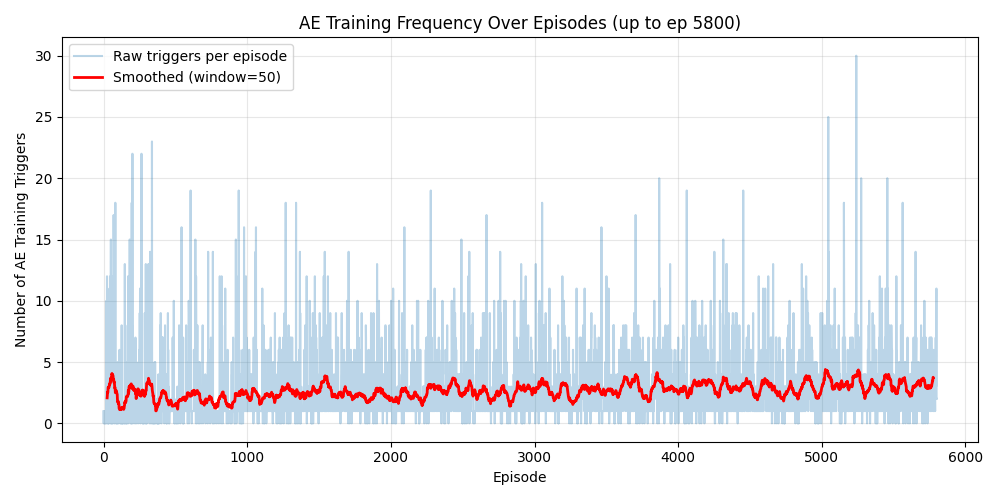 AE Training Frequency Over Episodes (up to ep 5800)
Raw triggers per episode
Smoothed (window=50)
Number of AE Training Triggers
30
25
20
15
10
5
0
0 1000 2000 3000 4000 5000 6000
Episode